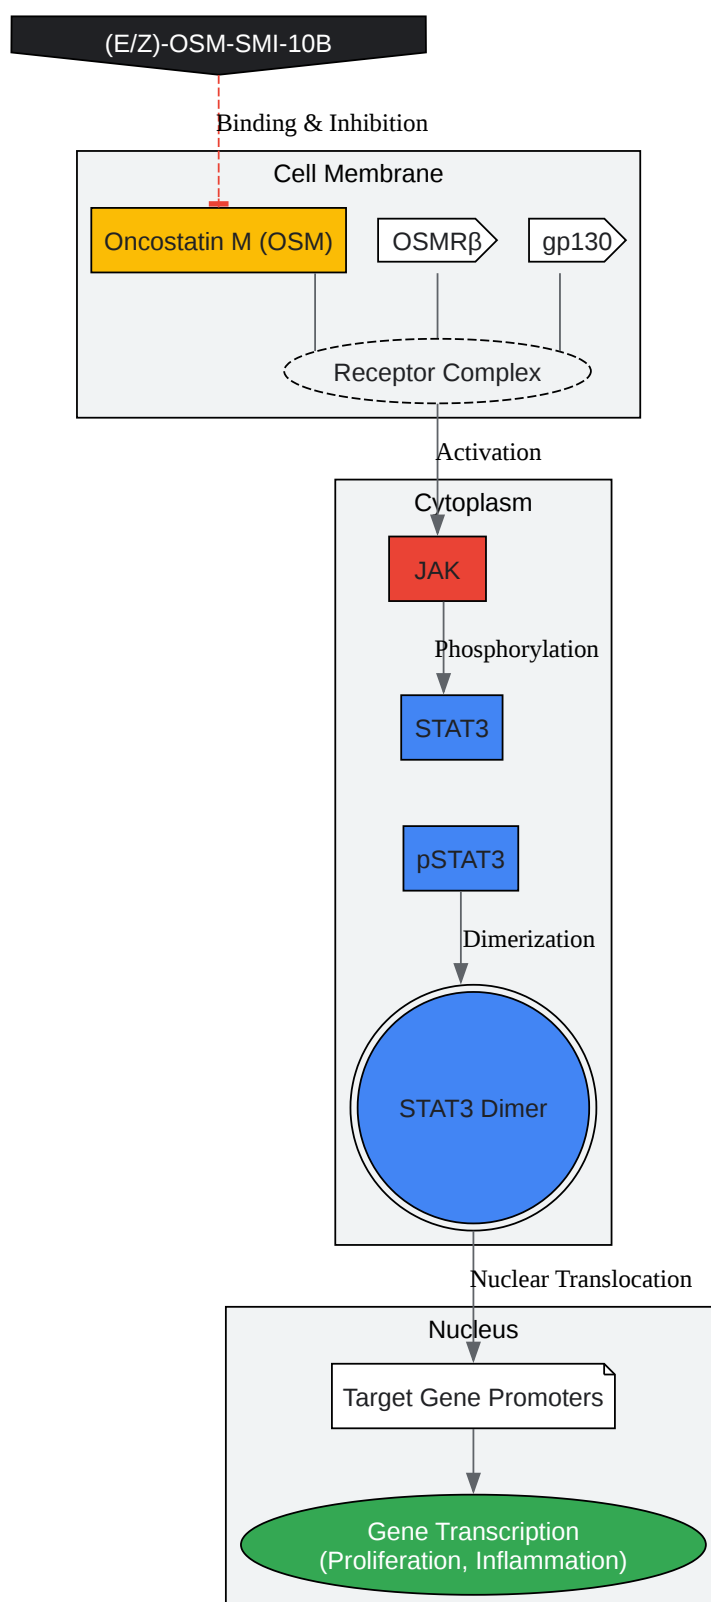 (E/Z)-OSM-SMI-10B
Binding & Inhibition
Cell Membrane
Oncostatin M (OSM)
OSMRβ
gp130
Receptor Complex
Activation
Cytoplasm
JAK
Phosphorylation
STAT3
pSTAT3
Dimerization
STAT3 Dimer
Nuclear Translocation
Nucleus
Target Gene Promoters
Gene Transcription
(Proliferation, Inflammation)